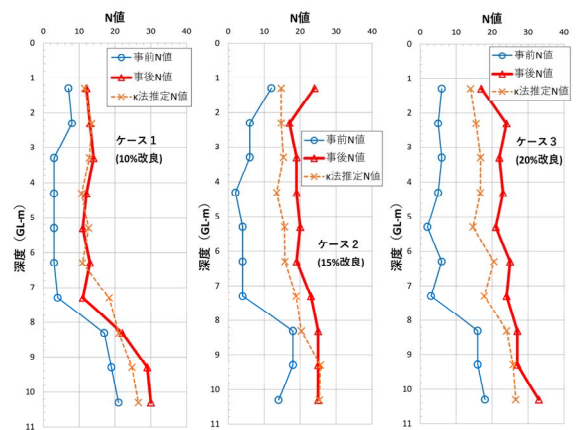 N値
0 10 20 30 40
0
1
2
3
4
5
6
7
8
9
10
11
深度（GL-m）
事前N値
事後N値
κ法推定N値
ケース１
(10%改良)
N値
0 10 20 30 40
0
1
2
3
4
5
6
7
8
9
10
11
深度（GL-m）
事前N値
事後N値
κ法推定N値
ケース２
(15%改良)
N値
0 10 20 30 40
0
1
2
3
4
5
6
7
8
9
10
11
深度（GL-m）
事前N値
事後N値
κ法推定N値
ケース３
(20%改良)